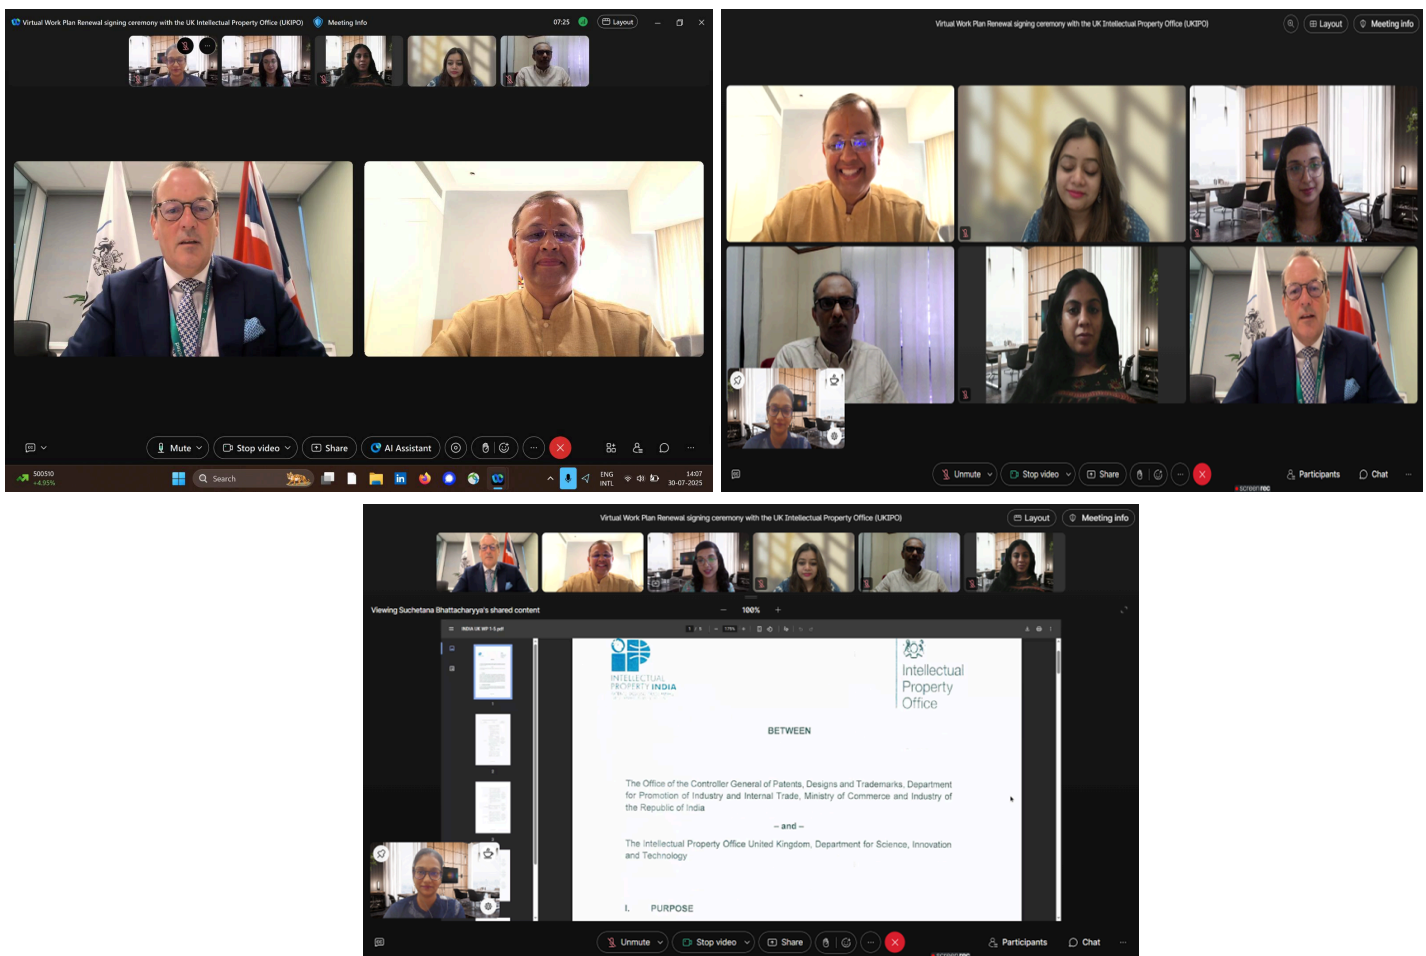 Virtual Work Plan Renewal signing ceremony with the UK Intellectual Property Office (UKIPO)
Meeting Info
07:25
Layout
Mute
Stop video
Share
AI Assistant
500510
+4.95%
Search
ENG
INTL
14:07
30-07-2025
Virtual Work Plan Renewal signing ceremony with the UK Intellectual Property Office (UKIPO)
Layout
Meeting info
Unmute
Stop video
Share
Participants
Chat
screenrec
Virtual Work Plan Renewal signing ceremony with the UK Intellectual Property Office (UKIPO)
Layout
Meeting info
Viewing Suchetana Bhattacharyya's shared content
100%
INDIA UK WP 1-5.pdf
INTELLECTUAL
PROPERTY INDIA
Intellectual
Property
Office
BETWEEN
The Office of the Controller General of Patents, Designs and Trademarks, Department
for Promotion of Industry and Internal Trade, Ministry of Commerce and Industry of
the Republic of India
– and –
The Intellectual Property Office United Kingdom, Department for Science, Innovation
and Technology
I. PURPOSE
Unmute
Stop video
Share
Participants
Chat